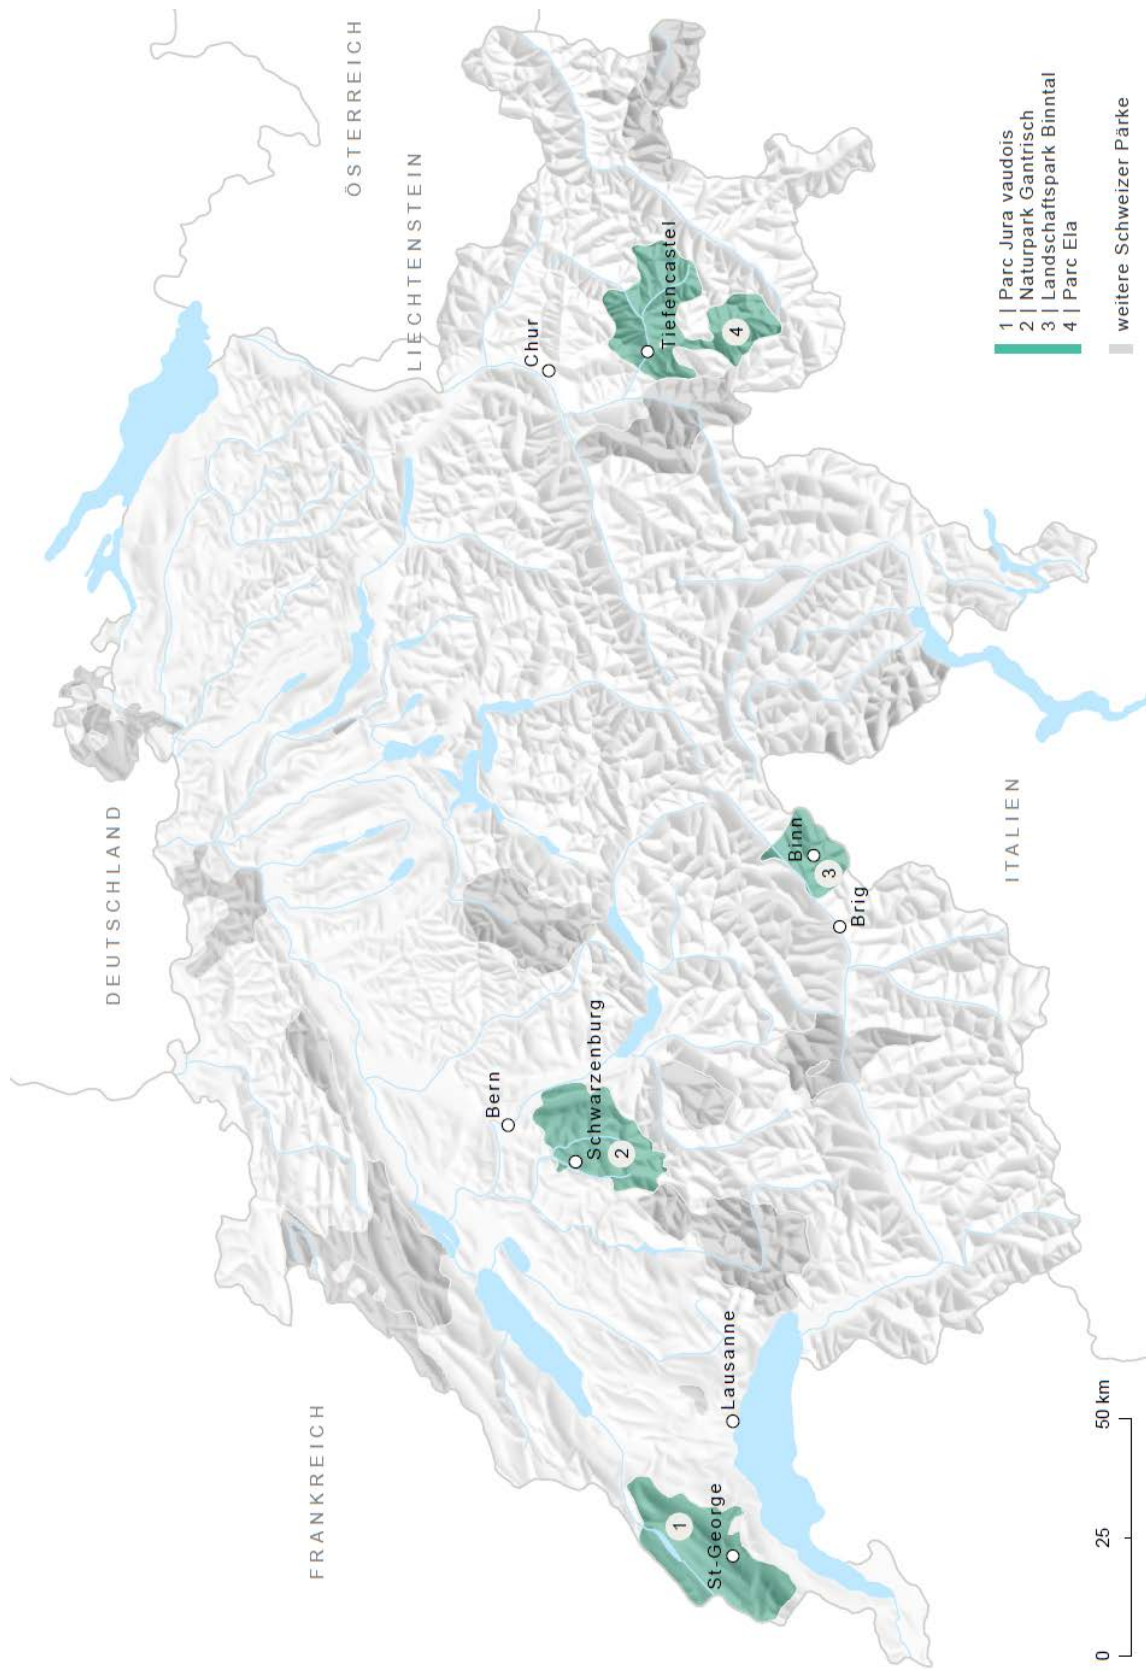 DEUTSCHLAND
ÖSTERREICH
FRANKREICH
LIECHTENSTEIN
Bern
Chur
Schwarzenburg
2
Tiefencastel
4
1
St-George
Lausanne
Binn
3
Brig
ITALIEN
0 25 50 km
1 | Parc Jura vaudois
2 | Naturpark Gantrisch
3 | Landschaftspark Binntal
4 | Parc Ela
weitere Schweizer Pärke